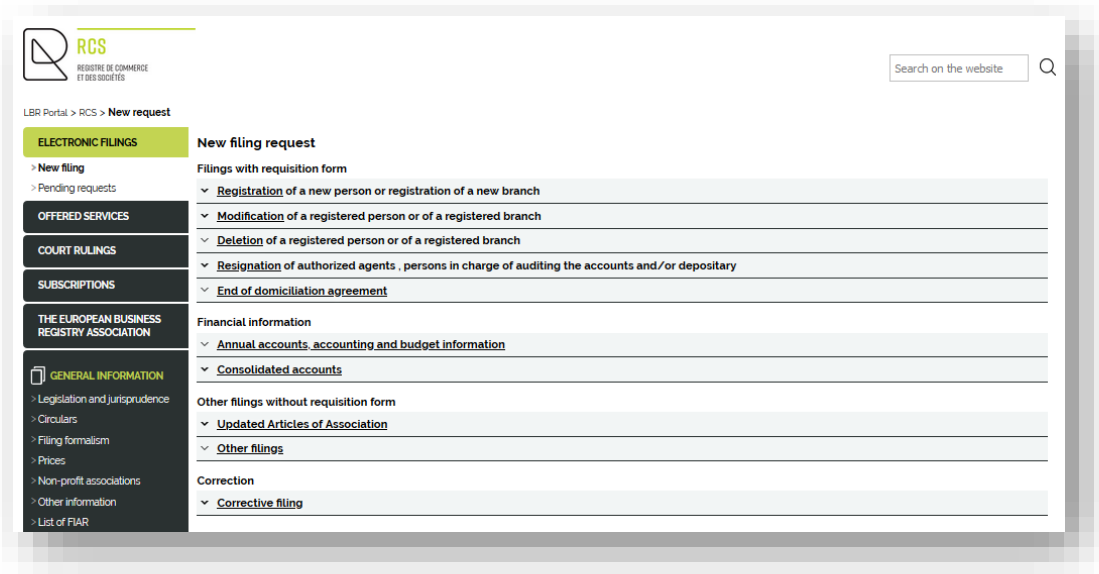 RCS
REGISTRE DE COMMERCE
ET DES SOCIÉTÉS
Search on the website
LBR Portal > RCS > New request
ELECTRONIC FILINGS
> New filing
> Pending requests
OFFERED SERVICES
COURT RULINGS
SUBSCRIPTIONS
THE EUROPEAN BUSINESS
REGISTRY ASSOCIATION
GENERAL INFORMATION
> Legislation and jurisprudence
> Circulars
> Filing formalism
> Prices
> Non-profit associations
> Other information
> List of FIAR
New filing request
Filings with requisition form
Registration of a new person or registration of a new branch
Modification of a registered person or of a registered branch
Deletion of a registered person or of a registered branch
Resignation of authorized agents , persons in charge of auditing the accounts and/or depositary
End of domiciliation agreement
Financial information
Annual accounts, accounting and budget information
Consolidated accounts
Other filings without requisition form
Updated Articles of Association
Other filings
Correction
Corrective filing